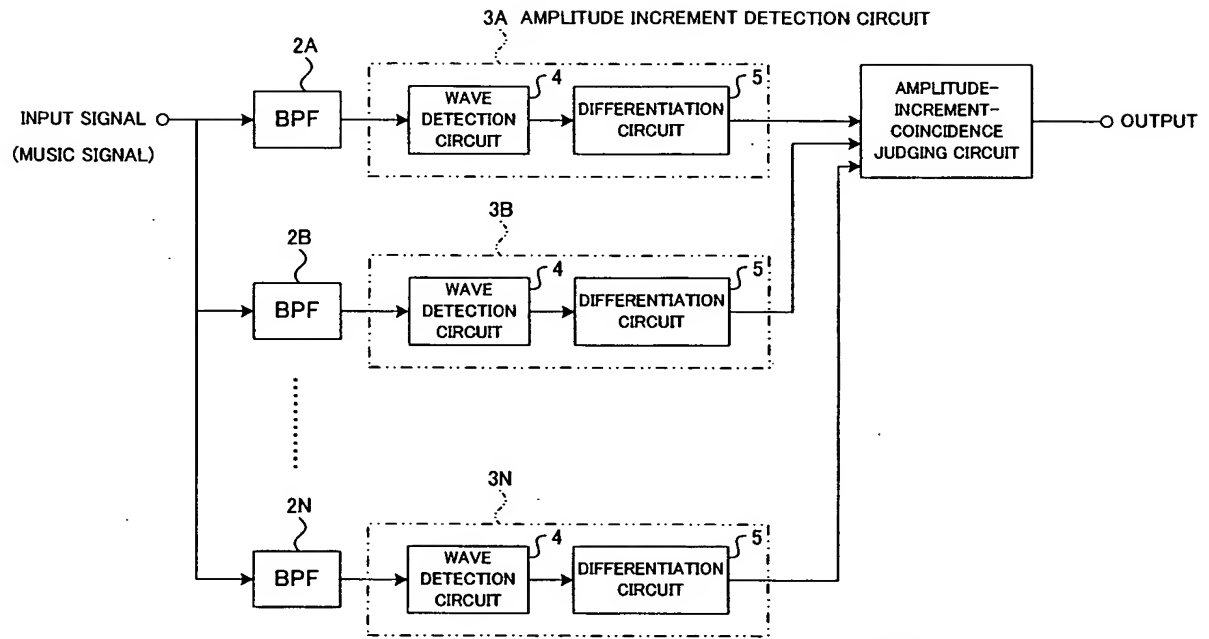 3A AMPLITUDE INCREMENT DETECTION CIRCUIT
2A
4
5
INPUT SIGNAL
(MUSIC SIGNAL)
BPF
WAVE
DETECTION
CIRCUIT
DIFFERENTIATION
CIRCUIT
AMPLITUDE-
INCREMENT-
COINCIDENCE
JUDGING CIRCUIT
OUTPUT
3B
2B
4
5
BPF
WAVE
DETECTION
CIRCUIT
DIFFERENTIATION
CIRCUIT
3N
2N
4
5
BPF
WAVE
DETECTION
CIRCUIT
DIFFERENTIATION
CIRCUIT